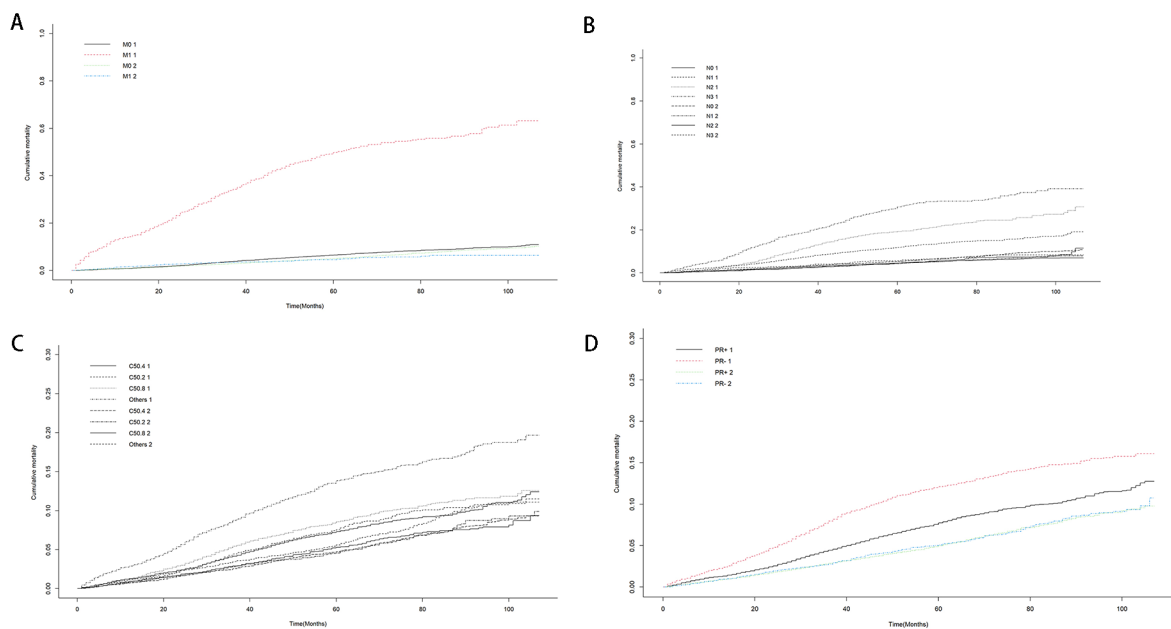 A
1.0
0.8
0.6
0.4
0.2
0.0
Cumulative mortality
M0 1
M1 1
M0 2
M1 2
0
20
40
60
80
100
Time(Months)
B
1.0
0.8
0.6
0.4
0.2
0.0
Cumulative mortality
N0 1
N1 1
N2 1
N3 1
N0 2
N1 2
N2 2
N3 2
0
20
40
60
80
100
C
0.30
0.25
0.20
0.15
0.10
0.05
0.00
Cumulative mortality
C50.4 1
C50.2 1
C50.8 1
Others 1
C50.4 2
C50.2 2
C50.8 2
Others 2
0
20
40
60
80
100
Time(Months)
D
0.30
0.25
0.20
0.15
0.10
0.05
0.00
Cumulative mortality
PR+ 1
PR- 1
PR+ 2
PR- 2
0
20
40
60
80
100
Time(Months)